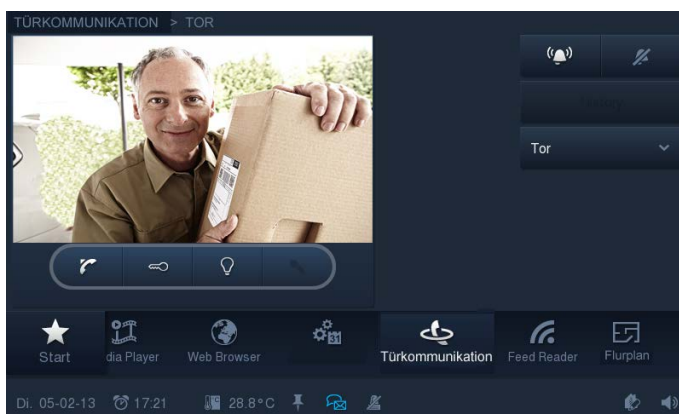 TÜRKOMMUNIKATION > TOR
Tor
31
Start
dia Player
Web Browser
Türkommunikation
Feed Reader
Flurplan
Di. 05-02-13
17:21
28.8°C